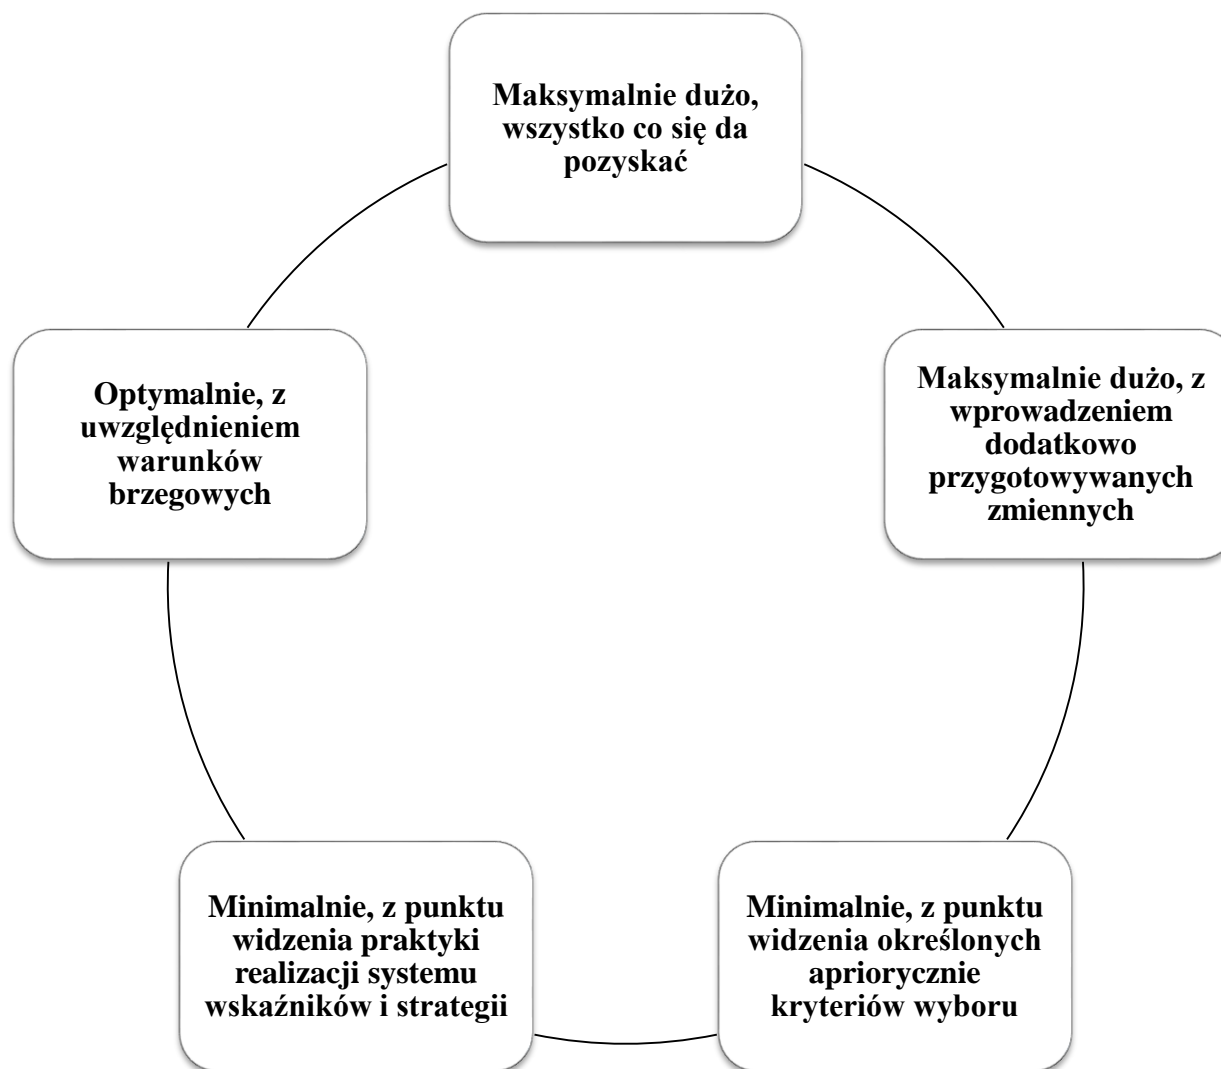 Maksymalnie dużo,
wszystko co się da
pozyskać
Maksymalnie dużo, z
wprowadzeniem
dodatkowo
przygotowywanych
zmiennych
Minimalnie, z punktu
widzenia określonych
apriorycznie
kryteriów wyboru
Minimalnie, z punktu
widzenia praktyki
realizacji systemu
wskaźników i strategii
Optymalnie, z
uwzględnieniem
warunków
brzegowych